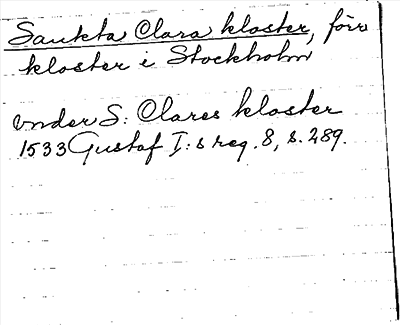 Sankta Clara kloster, förr
kloster i Stockholm
under S: Clares kloster
1533 Gustaf I:s reg. 8, s. 289.